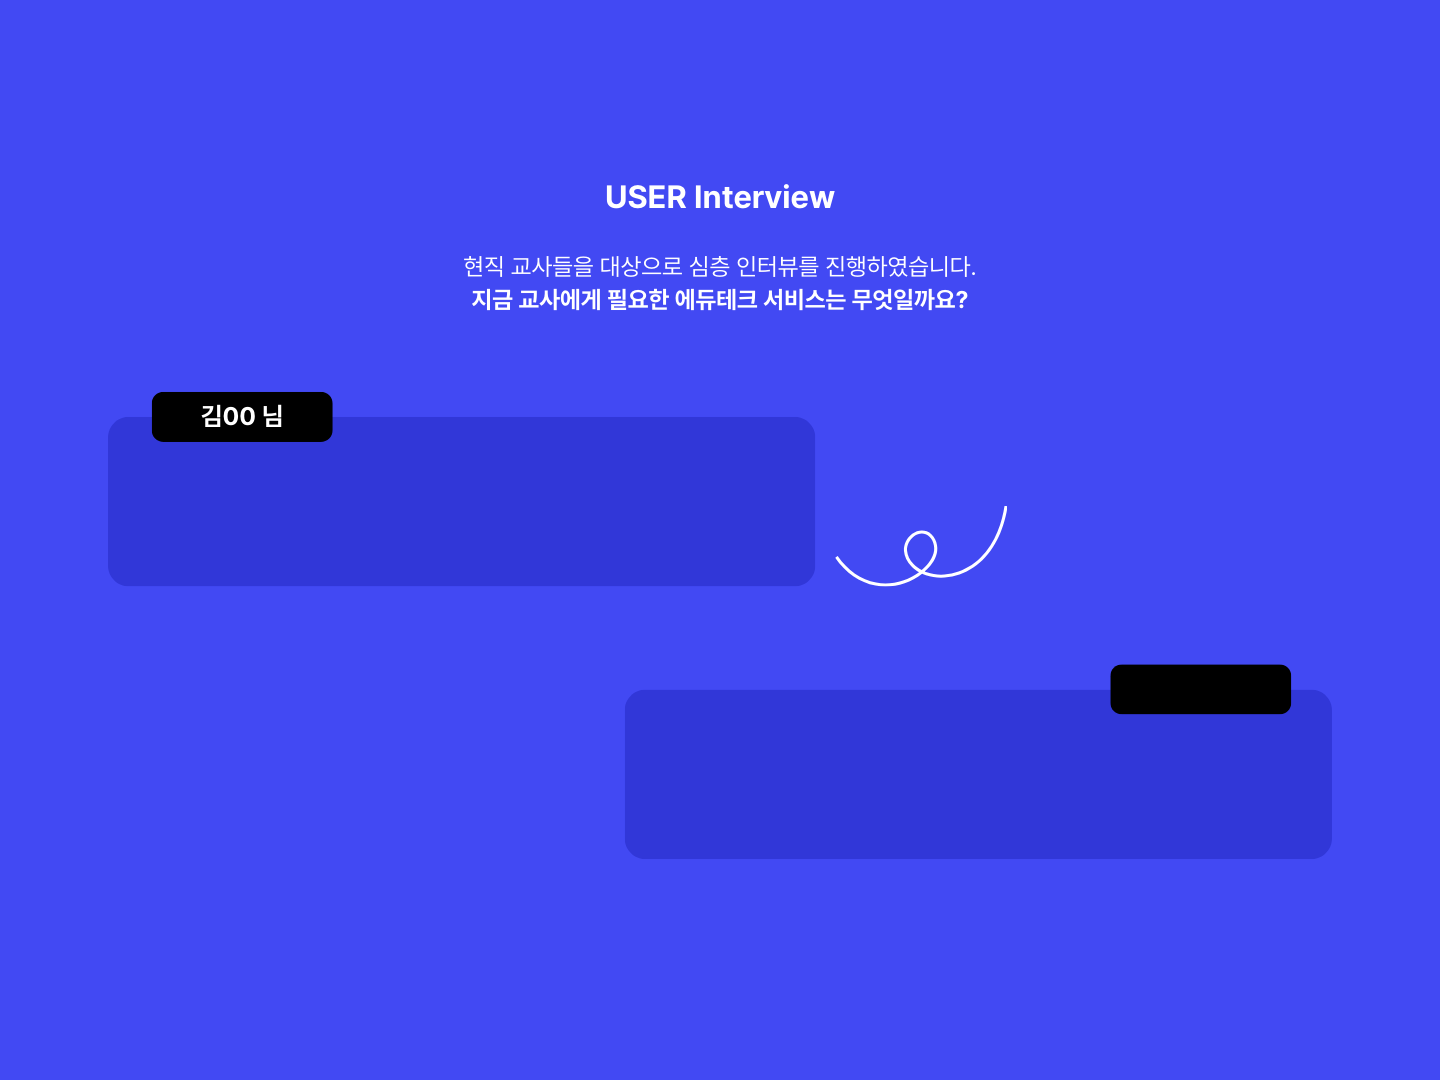 USER Interview
현직 교사들을 대상으로 심층 인터뷰를 진행하였습니다.
지금 교사에게 필요한 에듀테크 서비스는 무엇일까요?
김00 님